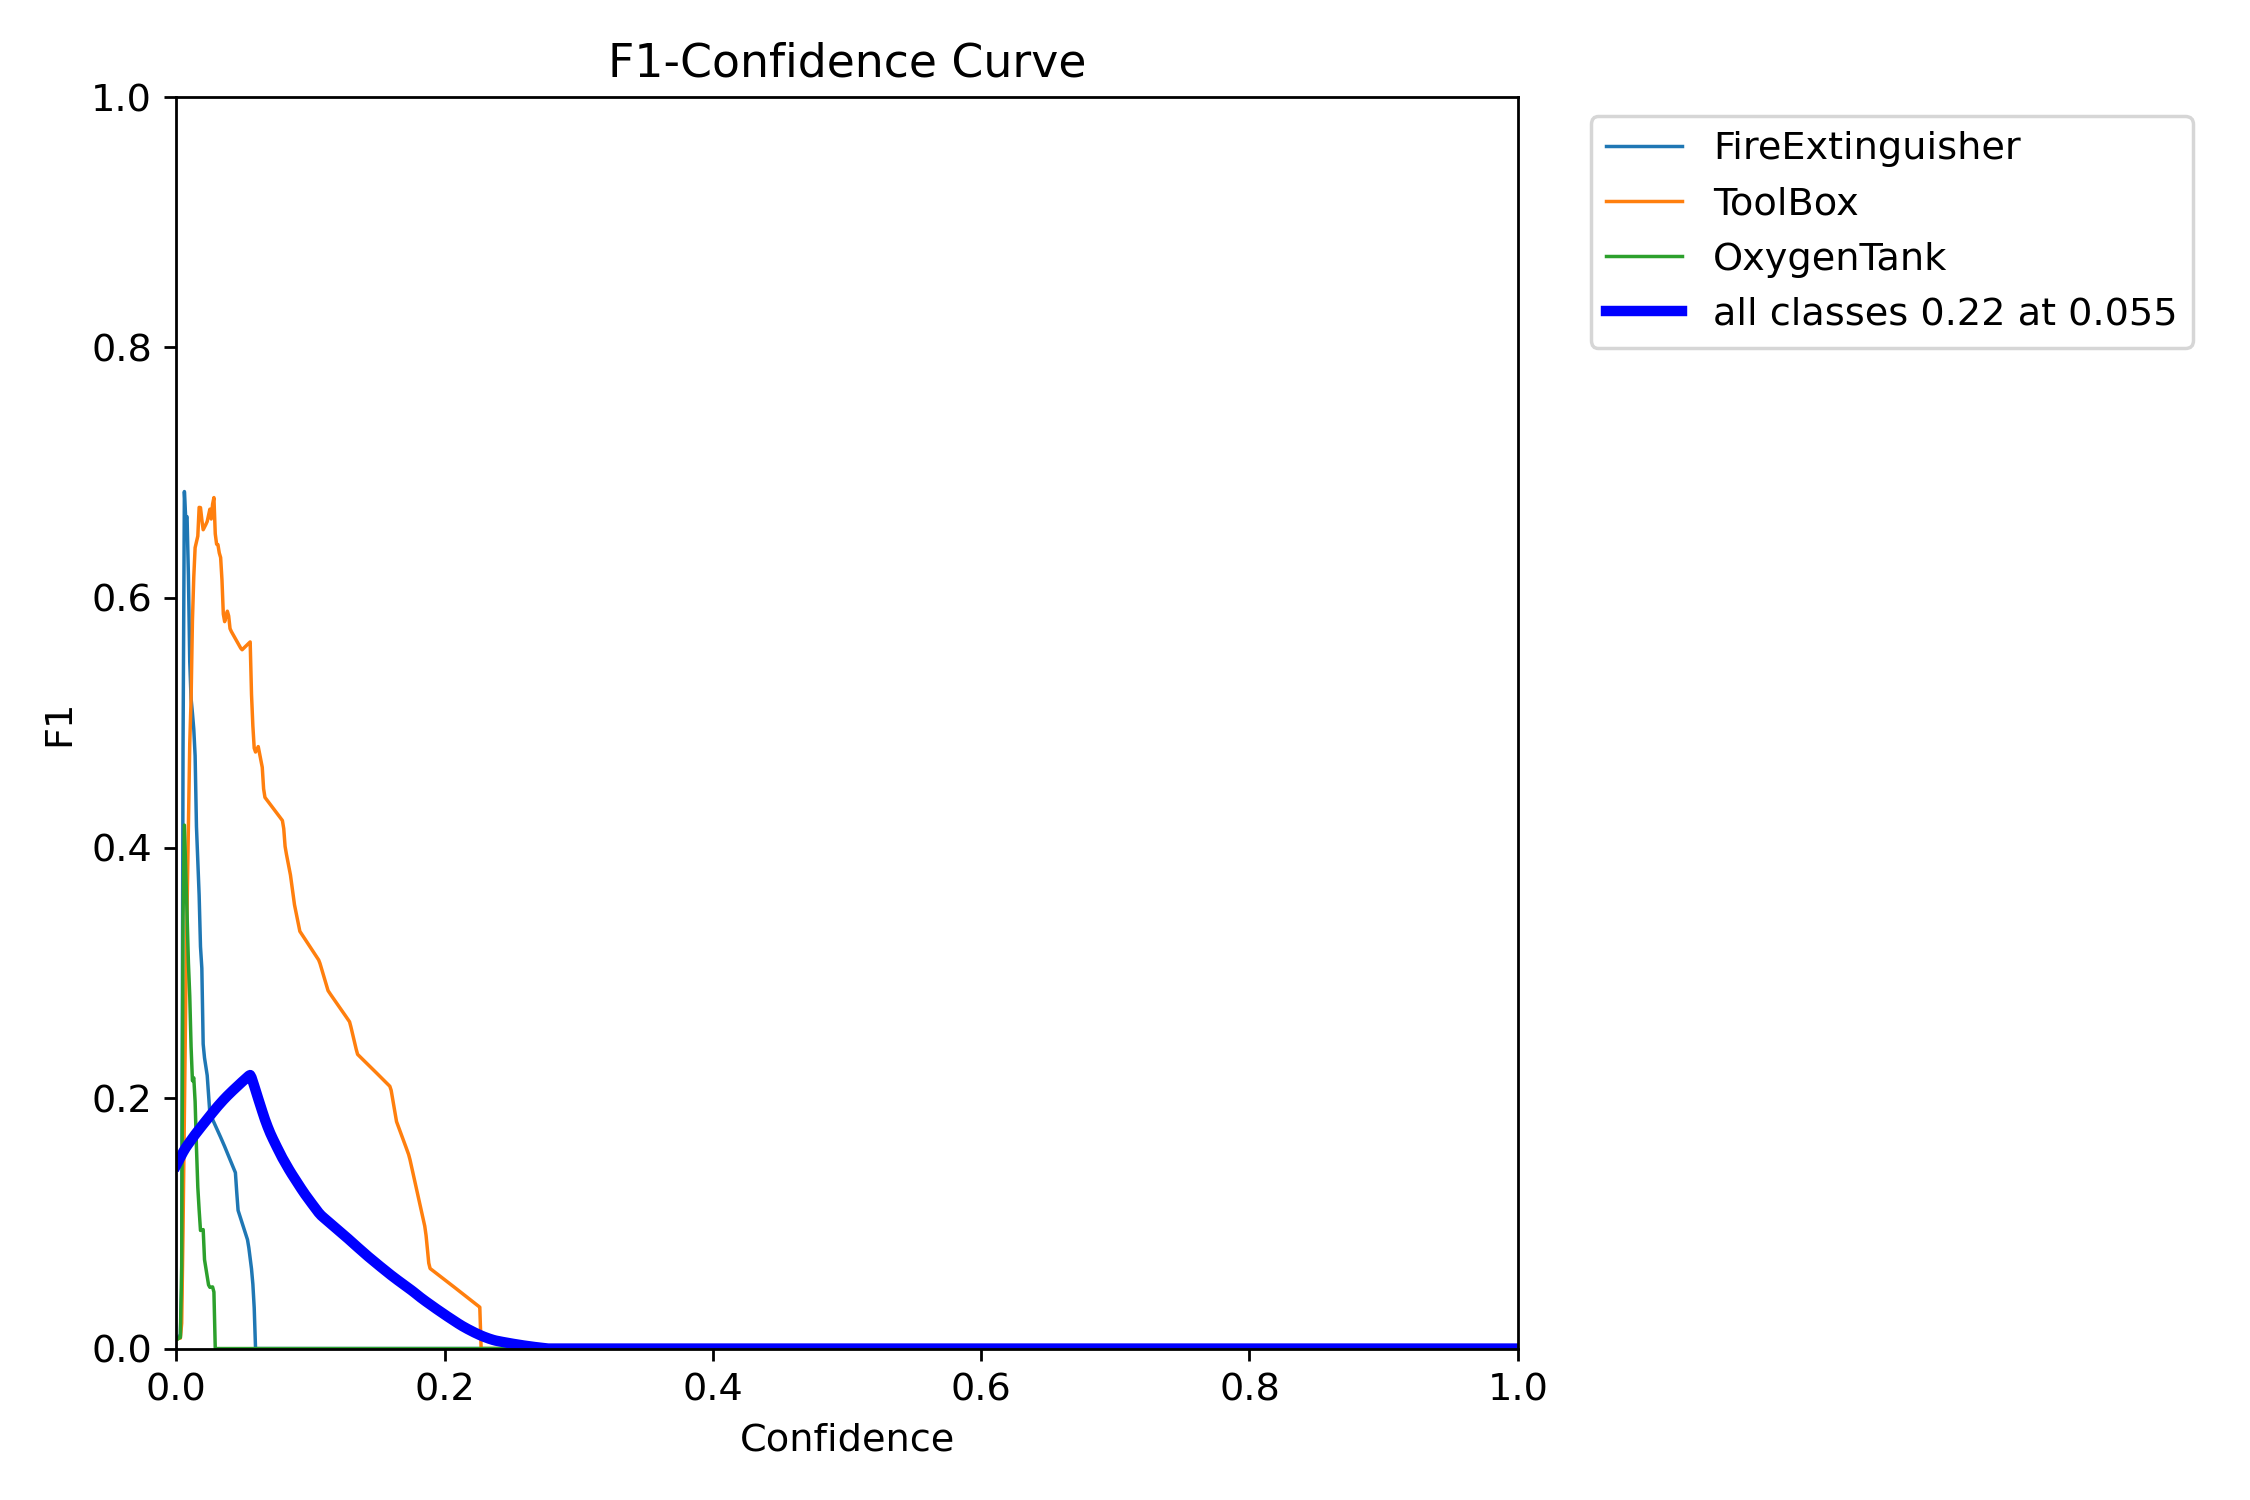 F1-Confidence Curve
1.0
0.8
0.6
0.4
0.2
0.0
F1
0.0 0.2 0.4 0.6 0.8 1.0
Confidence
FireExtinguisher
ToolBox
OxygenTank
all classes 0.22 at 0.055